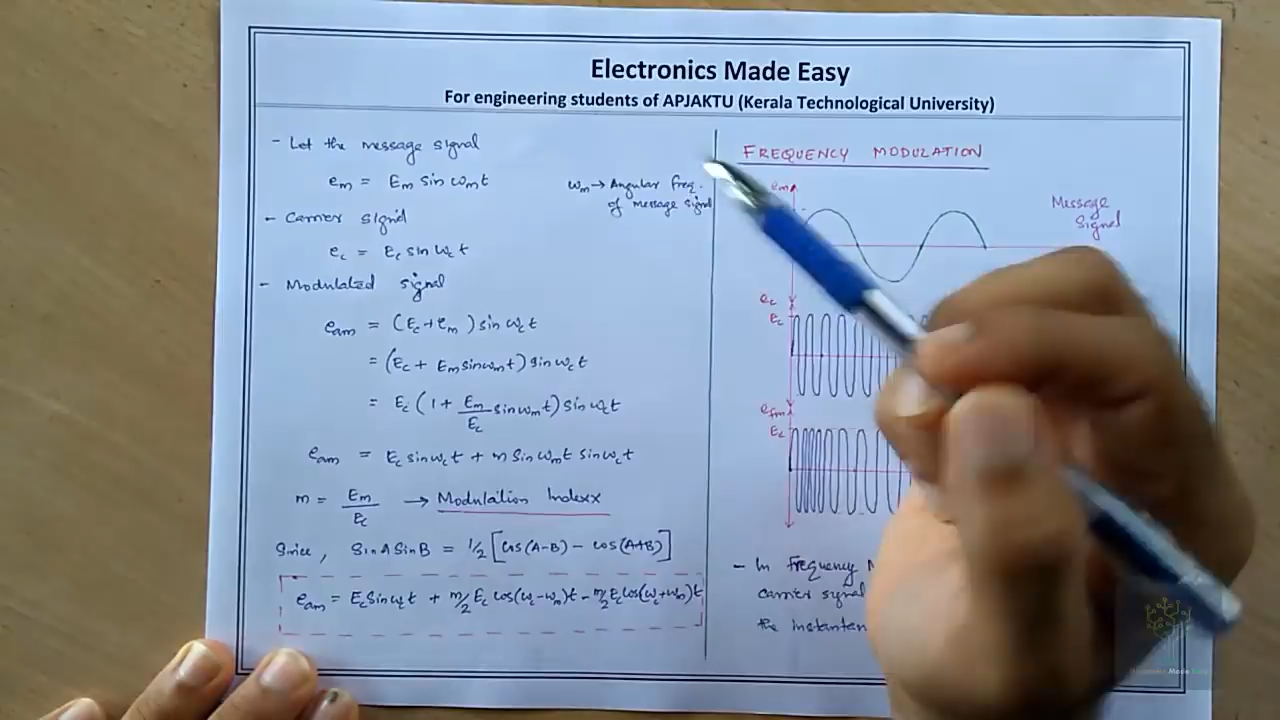 Electronics Made Easy
For engineering students of APJAKTU (Kerala Technological University)
- Let the message signal
em = Em sin ωmt
ωm → Angular freq.
of message signal
- Carrier signal
ec = Ec sin ωct
- Modulated signal
eam = (Ec + em) sin ωct
= (Ec + Em sin ωmt) sin ωct
= Ec (1 + Em/Ec sin ωmt) sin ωct
eam = Ec sin ωct + m sin ωmt sin ωct
m = Em/Ec → Modulation Indexx
Since, SinA SinB = 1/2 [cos(A-B) - cos(A+B)]
eam = Ec Sin ωct + m/2 Ec cos(ωc-ωm)t - m/2 Ec cos(ωc+ωm)t
FREQUENCY MODULATION
em
Message
Signal
ec
Ec
efm
Ec
- In Frequency
carrier signal
the